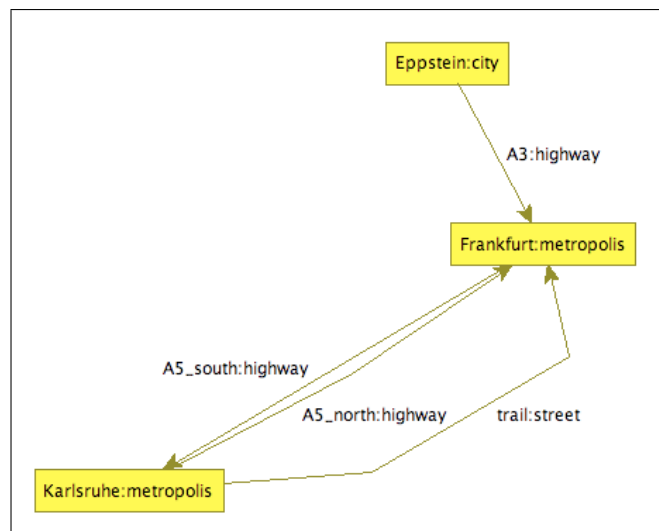 Eppstein:city
A3:highway
Frankfurt:metropolis
A5_south:highway
A5_north:highway
trail:street
Karlsruhe:metropolis